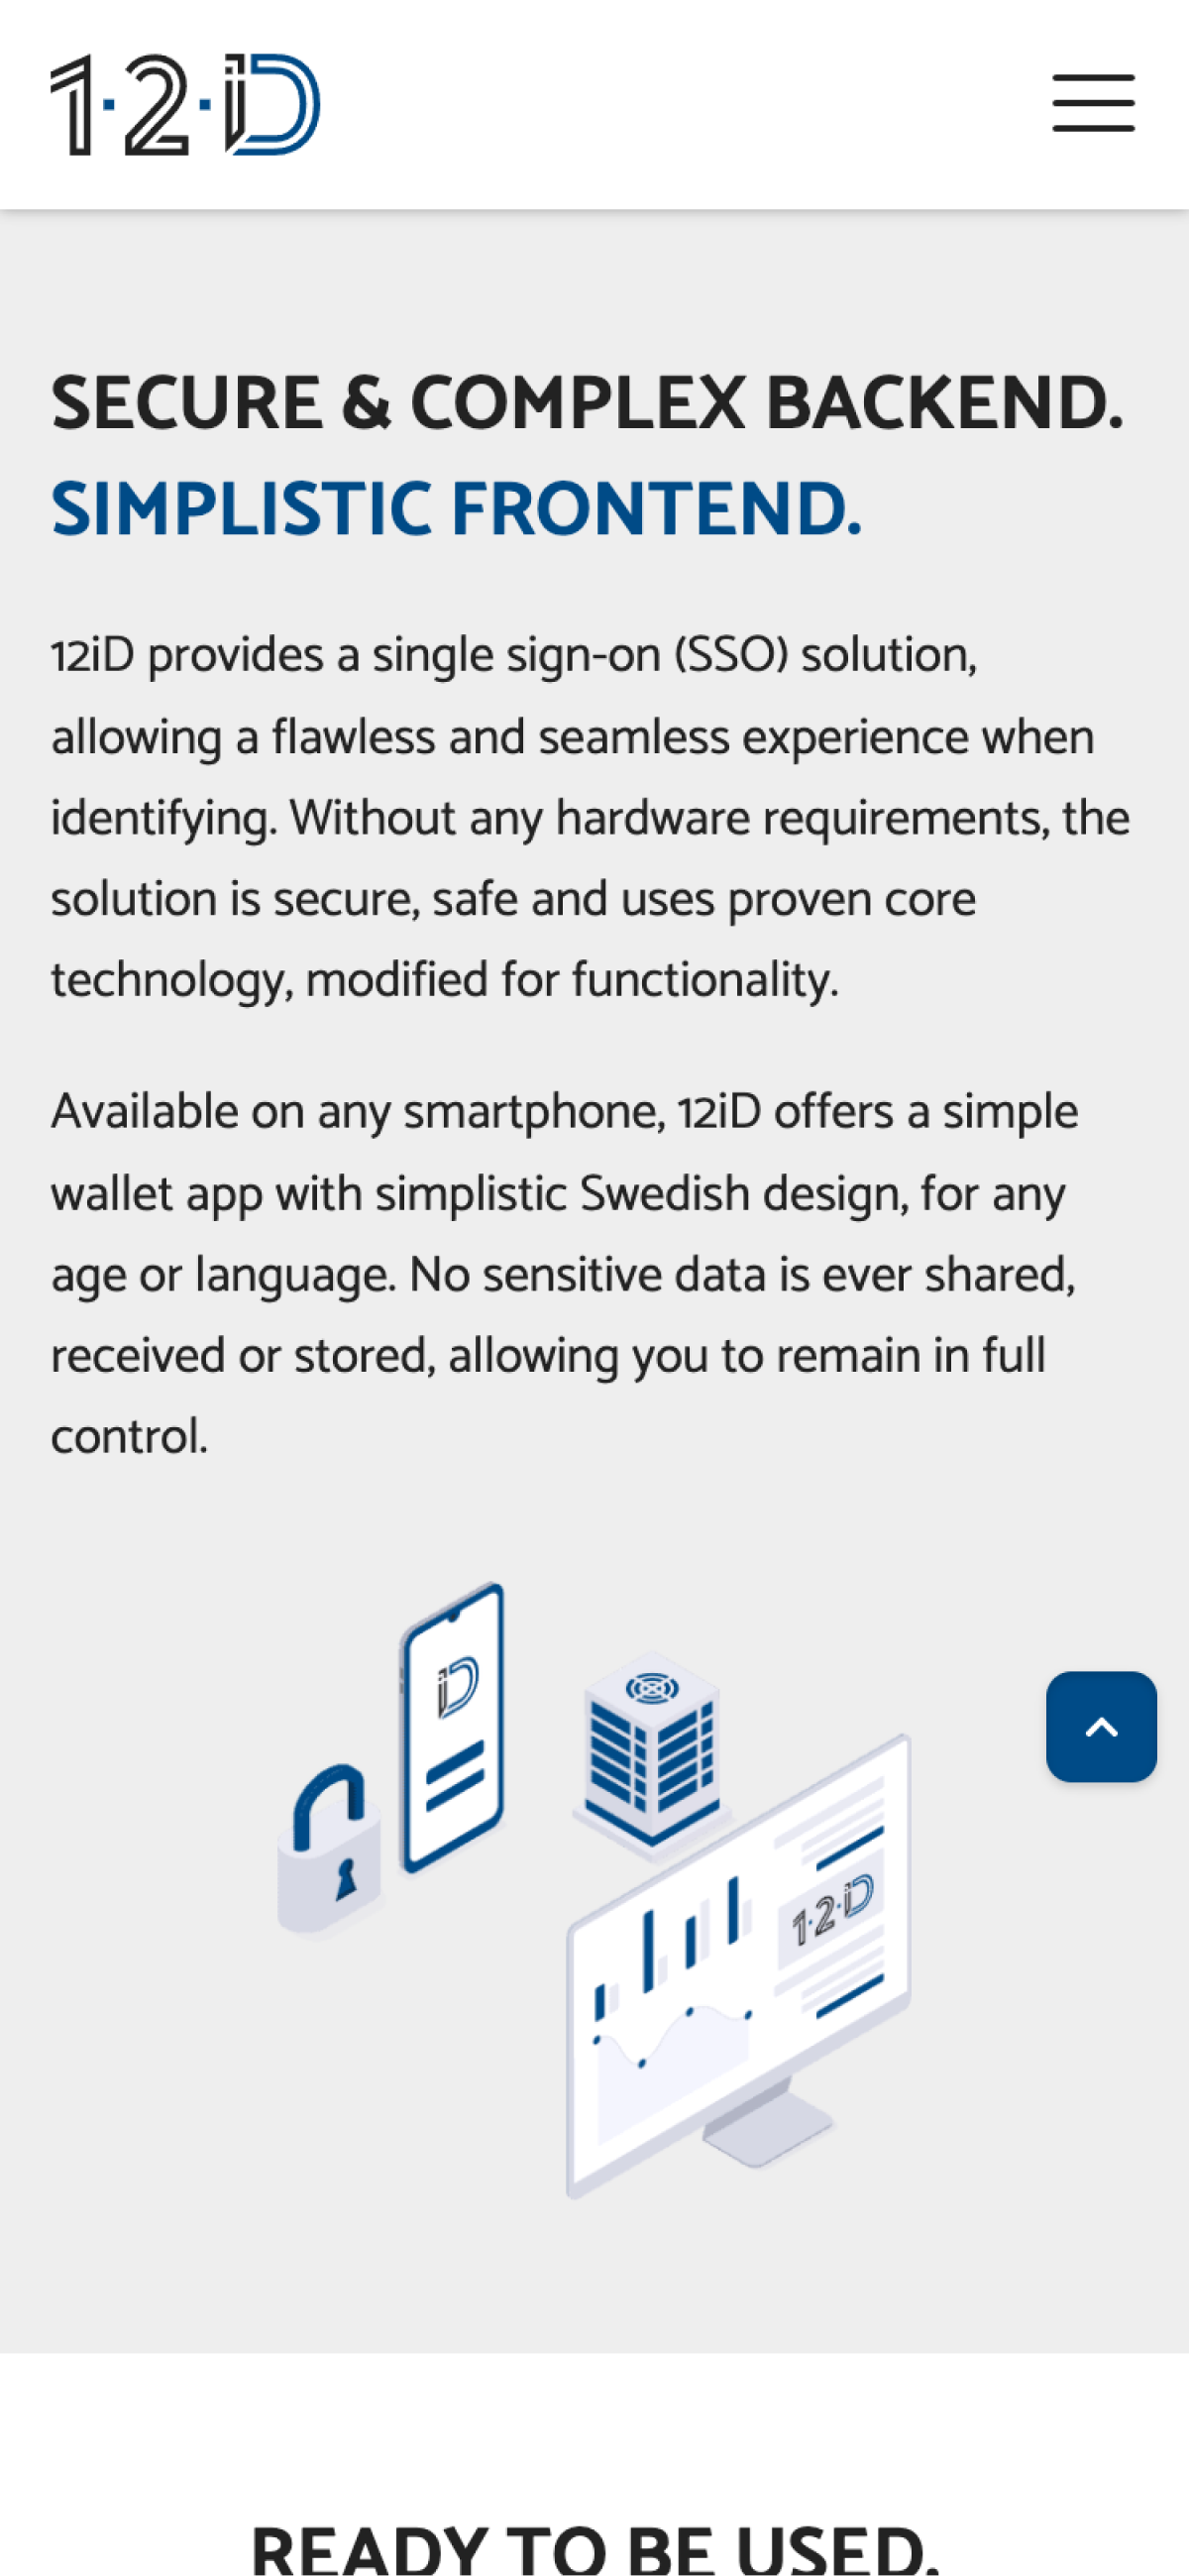 1·2·iD
SECURE & COMPLEX BACKEND.
SIMPLISTIC FRONTEND.
12iD provides a single sign-on (SSO) solution,
allowing a flawless and seamless experience when
identifying. Without any hardware requirements, the
solution is secure, safe and uses proven core
technology, modified for functionality.
Available on any smartphone, 12iD offers a simple
wallet app with simplistic Swedish design, for any
age or language. No sensitive data is ever shared,
received or stored, allowing you to remain in full
control.
iD
1·2·iD
READY TO BE USED.